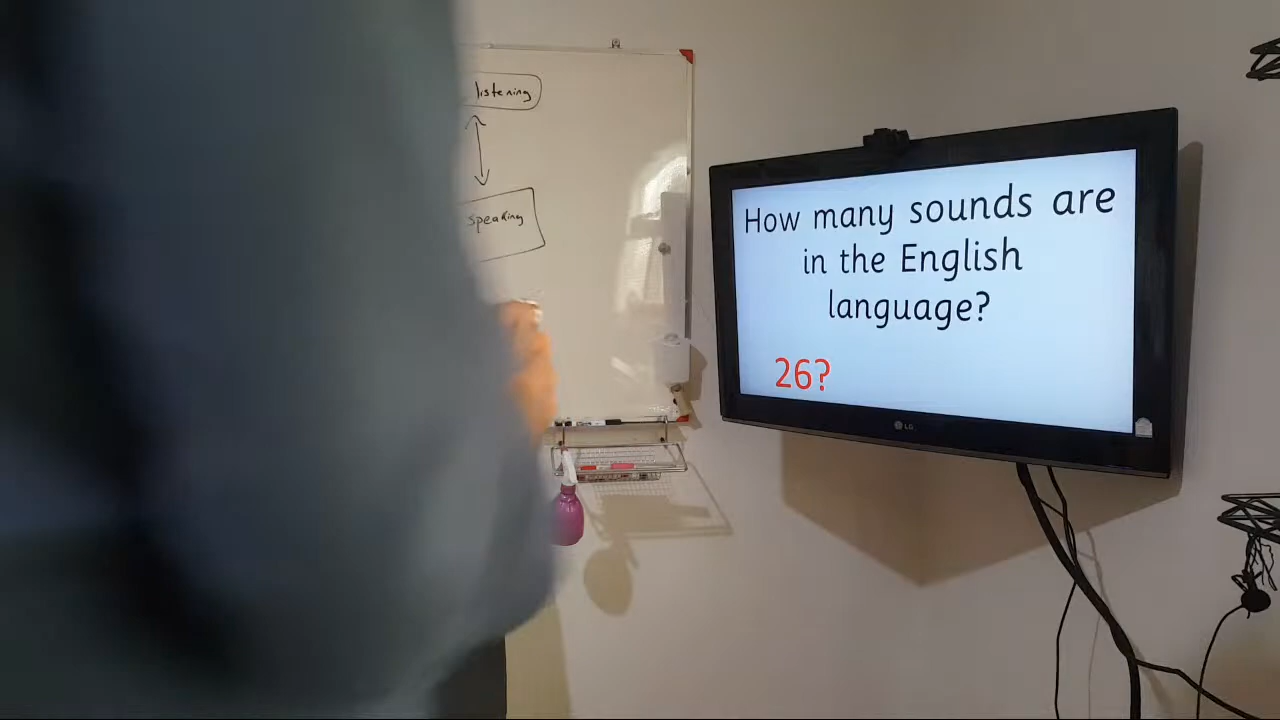 listening
speaking
How many sounds are
in the English
language?
26?
LG